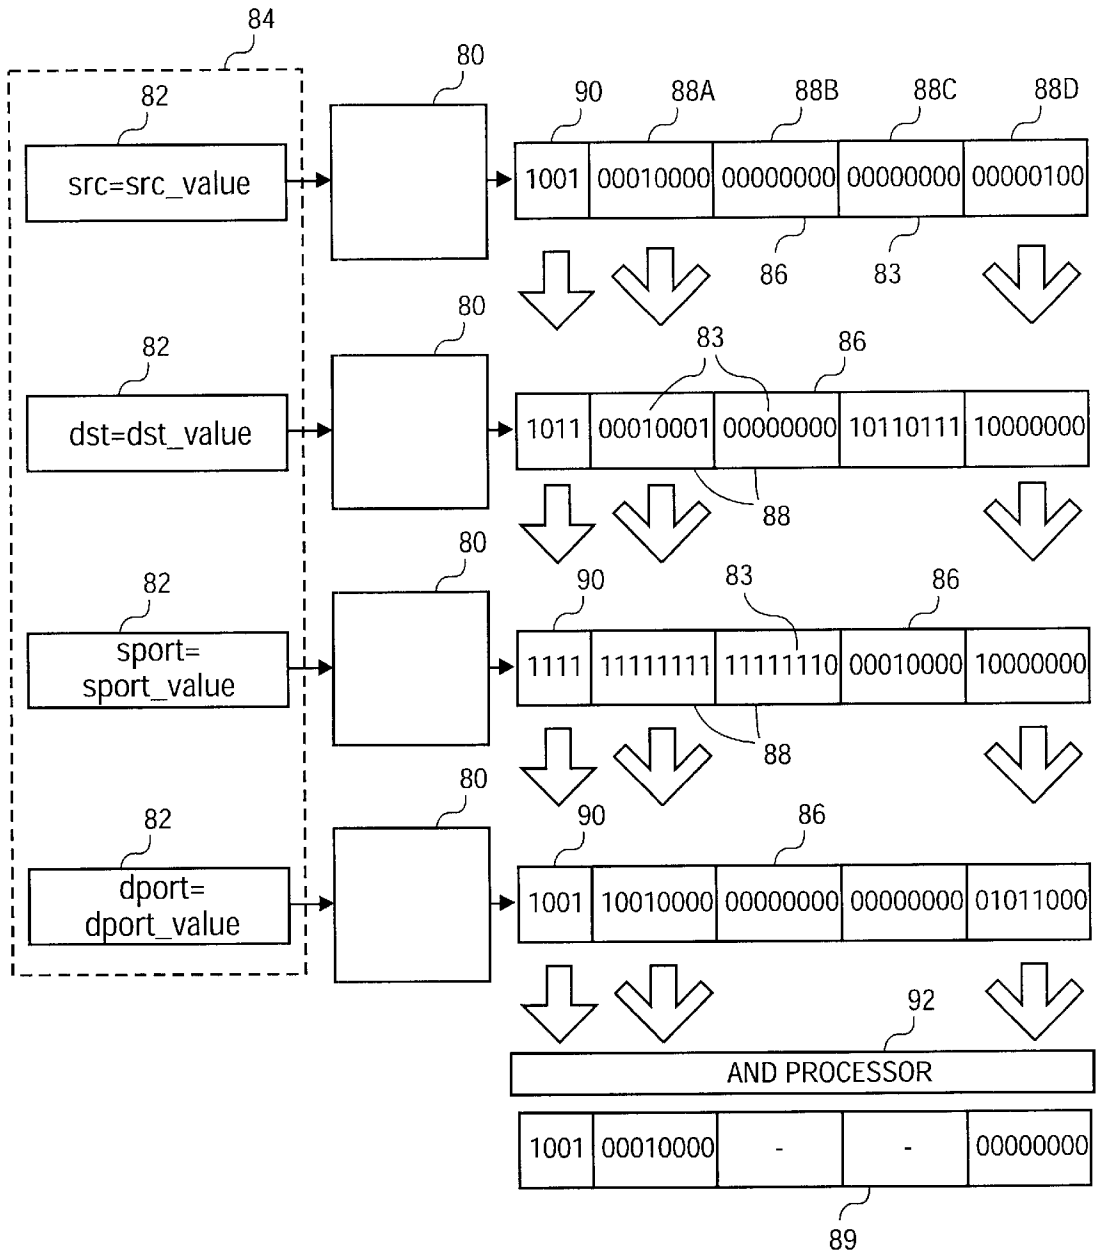 84
80
82
90 88A 88B 88C 88D
src=src_value
1001 00010000 00000000 00000000 00000100
86 83
80
82
83 86
dst=dst_value
1011 00010001 00000000 10110111 10000000
88
80
82
90 83 86
sport=
sport_value
1111 11111111 11111110 00010000 10000000
88
80
82
90 86
dport=
dport_value
1001 10010000 00000000 00000000 01011000
92
AND PROCESSOR
1001 00010000 - - 00000000
89